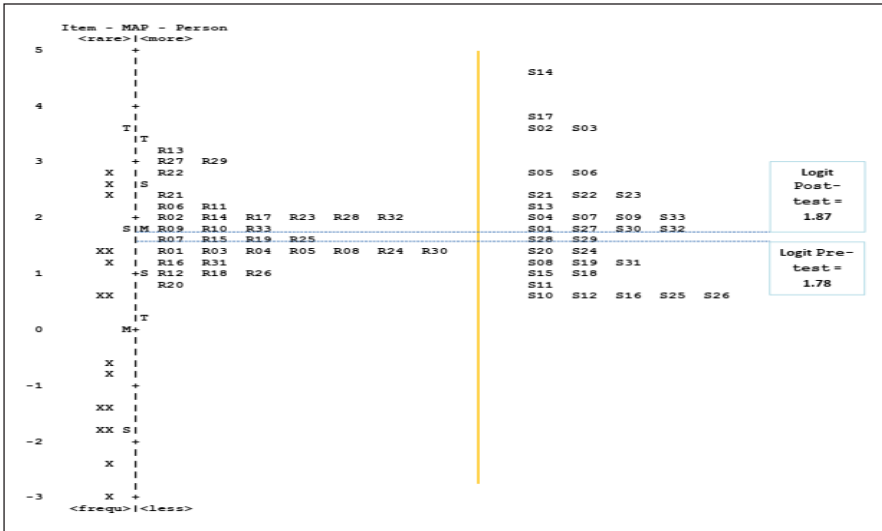 Item - MAP - Person
<rare>|<more>
5 +
|
S14
|
|
4 +
| S17
T| S02 S03
|T
| R13
3 + R27 R29
X | R22 S05 S06
X |S
X | R21 S21 S22 S23
| R06 R11 S13
2 + R02 R14 R17 R23 R28 R32 S04 S07 S09 S33
S|M R09 R10 R33 S01 S27 S30 S32
| R07 R15 R19 R25 S28 S29
XX | R01 R03 R04 R05 R08 R24 R30 S20 S24
X | R16 R31 S08 S19 S31
1 +S R12 R18 R26 S15 S18
| R20 S11
XX | S10 S12 S16 S25 S26
|T
0 M+
|
X |
X |
-1 +
XX |
XX S|
-2 +
X |
|
-3 X +
<frequ>|<less>
Logit
Post-
test =
1.87
Logit Pre-
test =
1.78